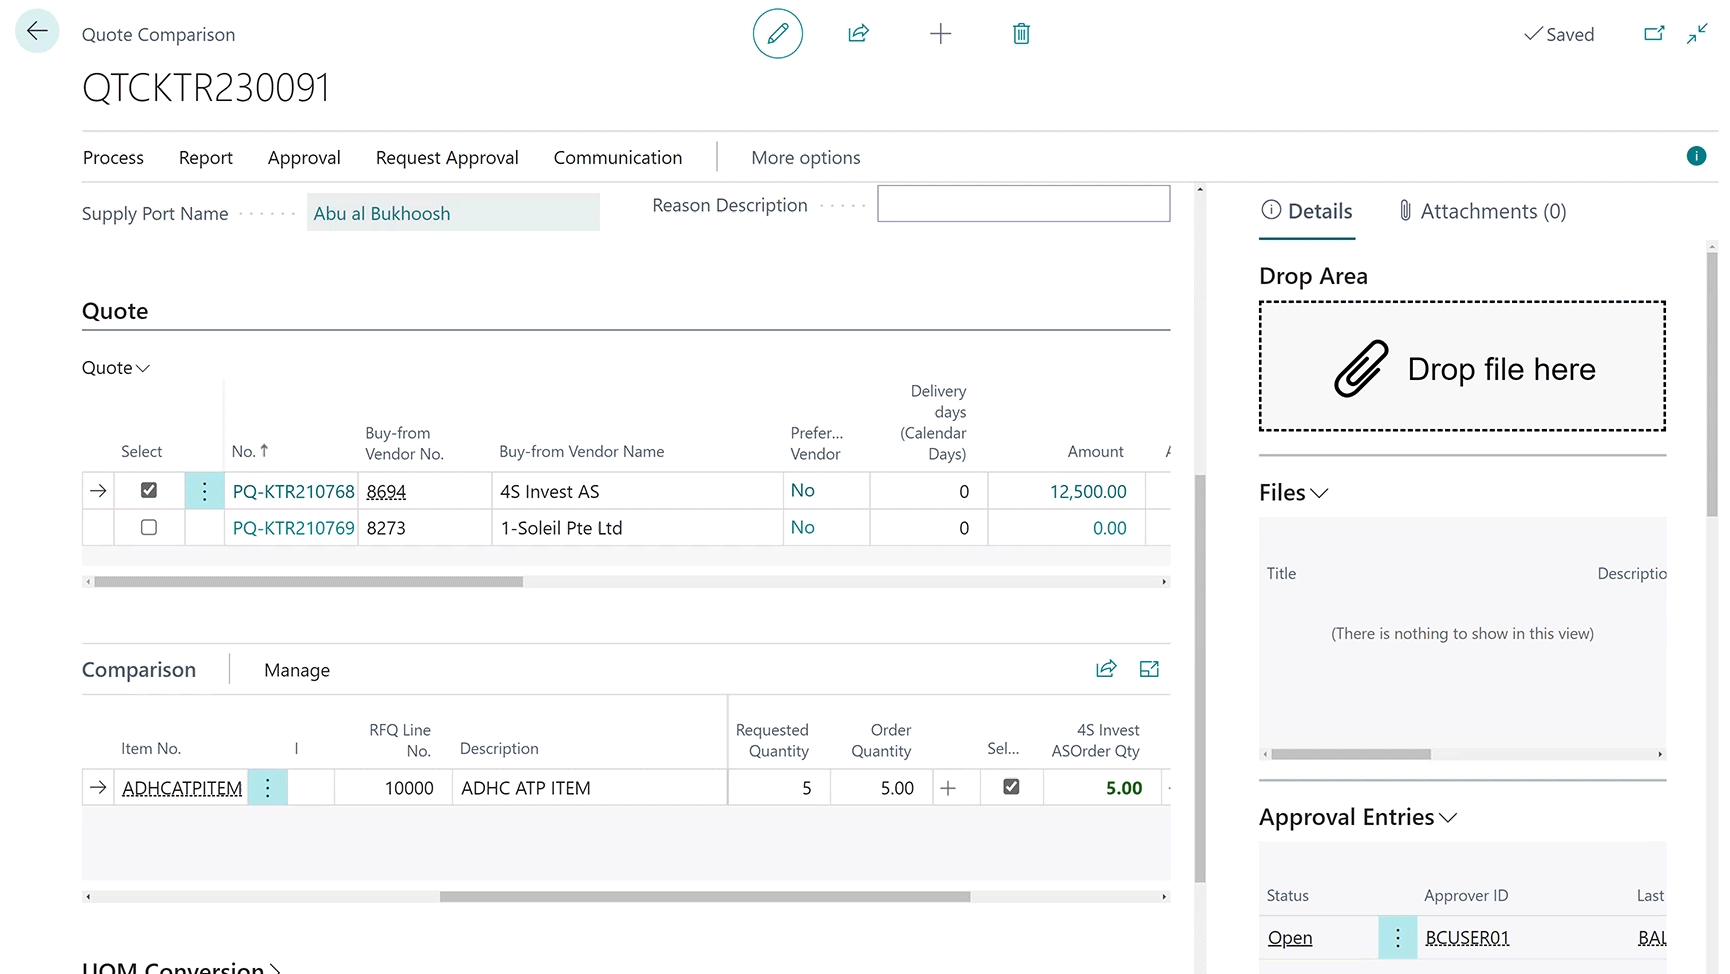 Quote Comparison
Saved
QTCKTR230091
Process Report Approval Request Approval Communication More options
Supply Port Name Abu al Bukhoosh Reason Description
Details Attachments (0)
Drop Area
Drop file here
Quote
Quote
Select No. Buy-from Vendor No. Buy-from Vendor Name Prefer... Vendor Delivery days (Calendar Days) Amount
PQ-KTR210768 8694 4S Invest AS No 0 12,500.00
PQ-KTR210769 8273 1-Soleil Pte Ltd No 0 0.00
Files
Title Descriptio
(There is nothing to show in this view)
Comparison Manage
Item No. I RFQ Line No. Description Requested Quantity Order Quantity Sel... 4S Invest ASOrder Qty
ADHCATPITEM 10000 ADHC ATP ITEM 5 5.00 5.00
Approval Entries
Status Approver ID Last
Open BCUSER01 BAL
UOM Conversion